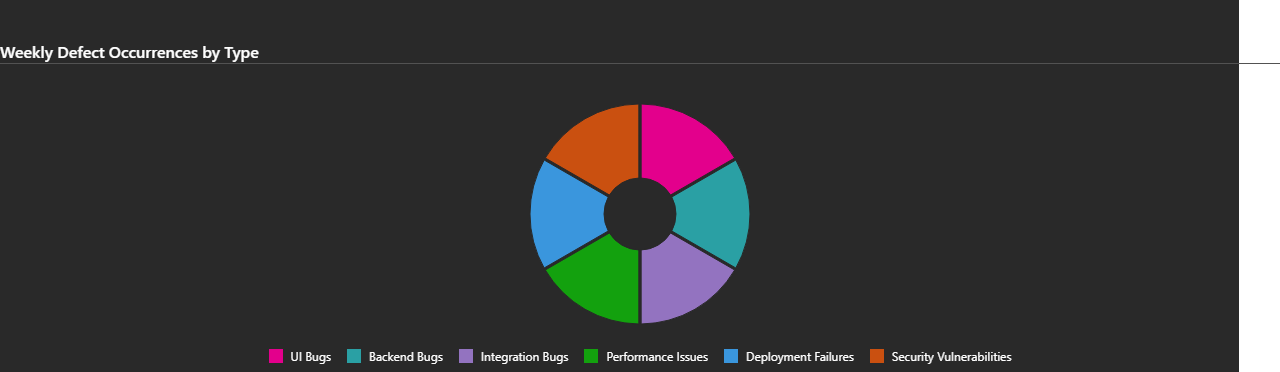 Weekly Defect Occurrences by Type
UI Bugs Backend Bugs Integration Bugs Performance Issues Deployment Failures Security Vulnerabilities